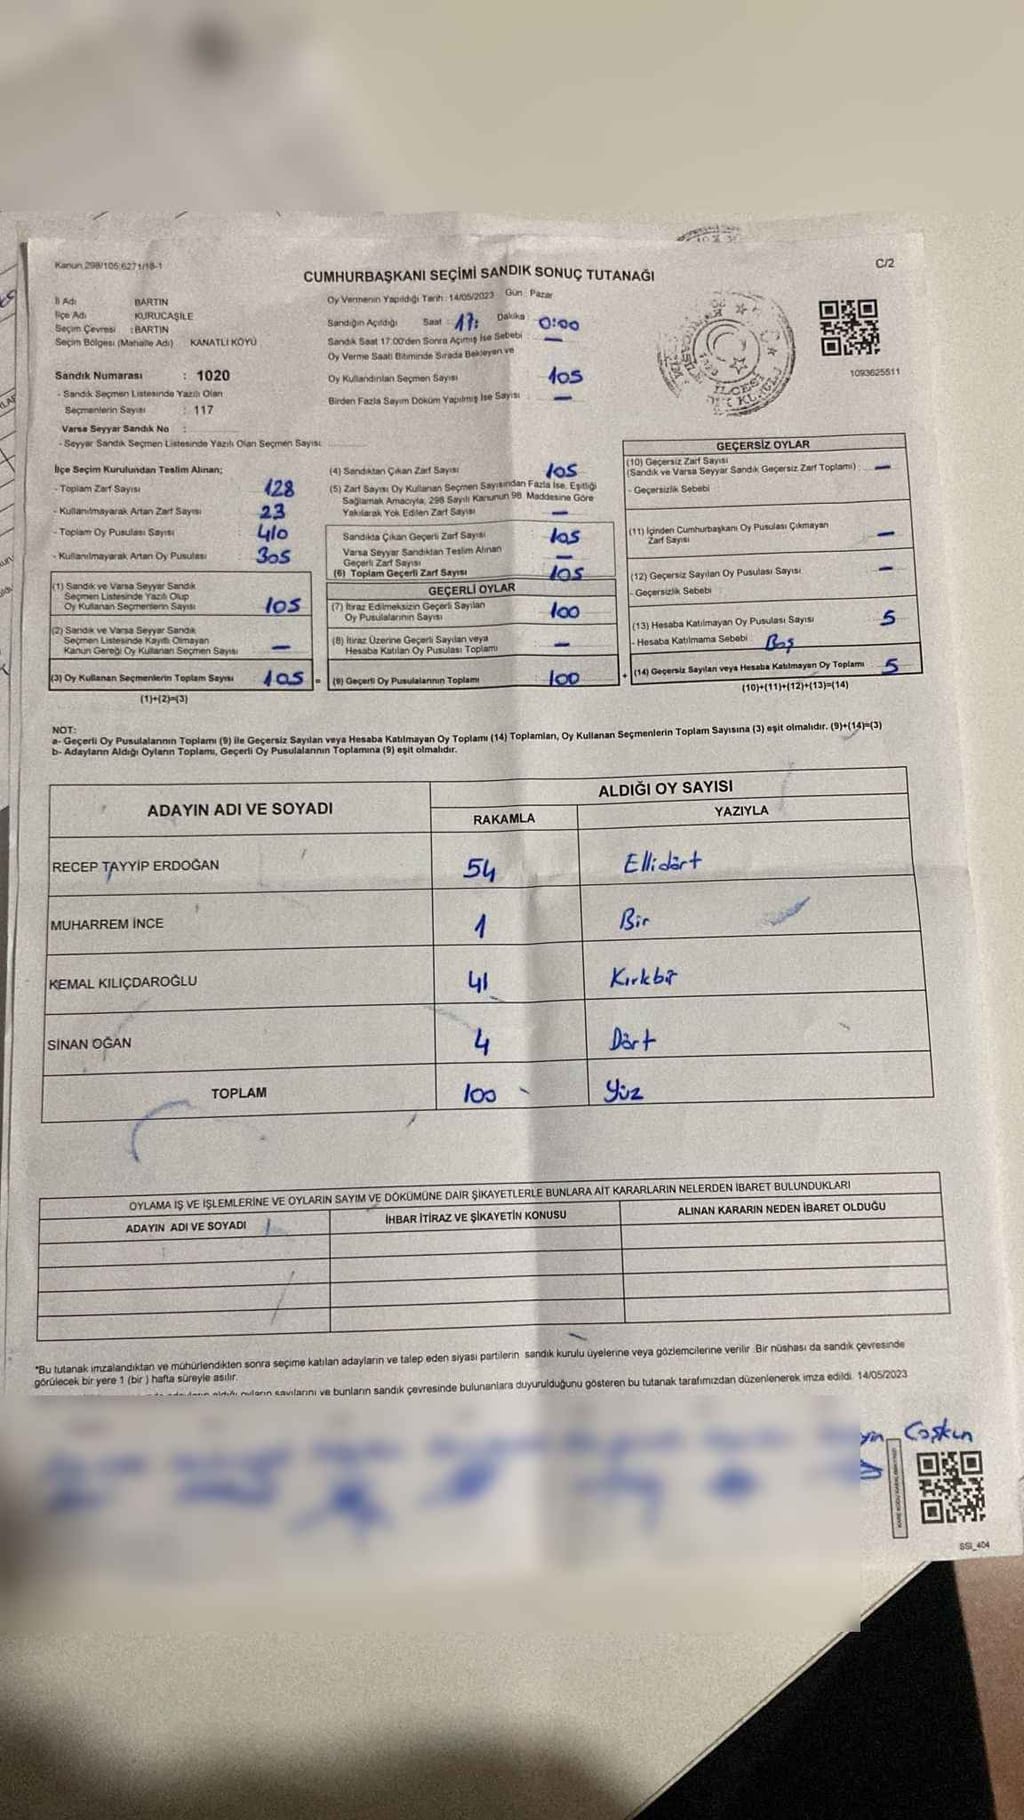 Kanun 298/105;6271/18-1
C/2
CUMHURBAŞKANI SEÇİMİ SANDIK SONUÇ TUTANAĞI
İl Adı BARTIN
İlçe Adı KURUCAŞİLE
Seçim Çevresi : BARTIN
Seçim Bölgesi (Mahalle Adı) KANATLI KÖYÜ
Sandık Numarası : 1020
- Sandık Seçmen Listesinde Yazılı Olan
Seçmenlerin Sayısı : 117
Varsa Seyyar Sandık No :
- Seyyar Sandık Seçmen Listesinde Yazılı Olan Seçmen Sayısı:
Oy Vermenin Yapıldığı Tarih : 14/05/2023 Gün : Pazar
Sandığın Açıldığı Saat : 17: Dakika 0:00
Sandık Saat 17:00'den Sonra Açılmış İse Sebebi —
Oy Verme Saati Bitiminde Sırada Bekleyen ve
Oy Kullandırılan Seçmen Sayısı 105
Birden Fazla Sayım Döküm Yapılmış İse Sayısı —
İLÇESİ
1093625511
İlçe Seçim Kurulundan Teslim Alınan;
- Toplam Zarf Sayısı 128
- Kullanılmayarak Artan Zarf Sayısı 23
- Toplam Oy Pusulası Sayısı 410
- Kullanılmayarak Artan Oy Pusulası 305
(1) Sandık ve Varsa Seyyar Sandık
Seçmen Listesinde Yazılı Olup
Oy Kullanan Seçmenlerin Sayısı 105
(2) Sandık ve Varsa Seyyar Sandık
Seçmen Listesinde Kayıtlı Olmayan
Kanun Gereği Oy Kullanan Seçmen Sayısı —
(3) Oy Kullanan Seçmenlerin Toplam Sayısı 105 =
(1)+(2)=(3)
(4) Sandıktan Çıkan Zarf Sayısı 105
(5) Zarf Sayısı Oy Kullanan Seçmen Sayısından Fazla İse, Eşitliği
Sağlamak Amacıyla, 298 Sayılı Kanunun 98. Maddesine Göre
Yakılarak Yok Edilen Zarf Sayısı —
Sandıkta Çıkan Geçerli Zarf Sayısı 105
Varsa Seyyar Sandıktan Teslim Alınan
Geçerli Zarf Sayısı —
(6) Toplam Geçerli Zarf Sayısı 105
GEÇERLİ OYLAR
(7) İtiraz Edilmeksizin Geçerli Sayılan
Oy Pusulalarının Sayısı 100
(8) İtiraz Üzerine Geçerli Sayılan veya
Hesaba Katılan Oy Pusulası Toplamı —
(9) Geçerli Oy Pusulalarının Toplamı 100 +
GEÇERSİZ OYLAR
(10) Geçersiz Zarf Sayısı
(Sandık ve Varsa Seyyar Sandık Geçersiz Zarf Toplamı) : —
- Geçersizlik Sebebi
(11) İçinden Cumhurbaşkanı Oy Pusulası Çıkmayan
Zarf Sayısı —
(12) Geçersiz Sayılan Oy Pusulası Sayısı —
- Geçersizlik Sebebi :
(13) Hesaba Katılmayan Oy Pusulası Sayısı 5
- Hesaba Katılmama Sebebi : Boş
(14) Geçersiz Sayılan veya Hesaba Katılmayan Oy Toplamı 5
(10)+(11)+(12)+(13)=(14)
NOT:
a- Geçerli Oy Pusulalarının Toplamı (9) ile Geçersiz Sayılan veya Hesaba Katılmayan Oy Toplamı (14) Toplamları, Oy Kullanan Seçmenlerin Toplam Sayısına (3) eşit olmalıdır. (9)+(14)=(3)
b- Adayların Aldığı Oyların Toplamı, Geçerli Oy Pusulalarının Toplamına (9) eşit olmalıdır.
ADAYIN ADI VE SOYADI
ALDIĞI OY SAYISI
RAKAMLA YAZIYLA
RECEP TAYYİP ERDOĞAN 54 Ellidört
MUHARREM İNCE 1 Bir
KEMAL KILIÇDAROĞLU 41 Kırkbir
SİNAN OĞAN 4 Dört
TOPLAM 100 Yüz
OYLAMA İŞ VE İŞLEMLERİNE VE OYLARIN SAYIM VE DÖKÜMÜNE DAİR ŞİKAYETLERLE BUNLARA AİT KARARLARIN NELERDEN İBARET BULUNDUKLARI
ADAYIN ADI VE SOYADI İHBAR İTİRAZ VE ŞİKAYETİN KONUSU ALINAN KARARIN NEDEN İBARET OLDUĞU
*Bu tutanak imzalandıktan ve mühürlendikten sonra seçime katılan adayların ve talep eden siyasi partilerin sandık kurulu üyelerine veya gözlemcilerine verilir. Bir nüshası da sandık çevresinde
görülecek bir yere 1 (bir ) hafta süreyle asılır.
oyların sayılarını ve bunların sandık çevresinde bulunanlara duyurulduğunu gösteren bu tutanak tarafımızdan düzenlenerek imza edildi. 14/05/2023
Coşkun
SSI_404